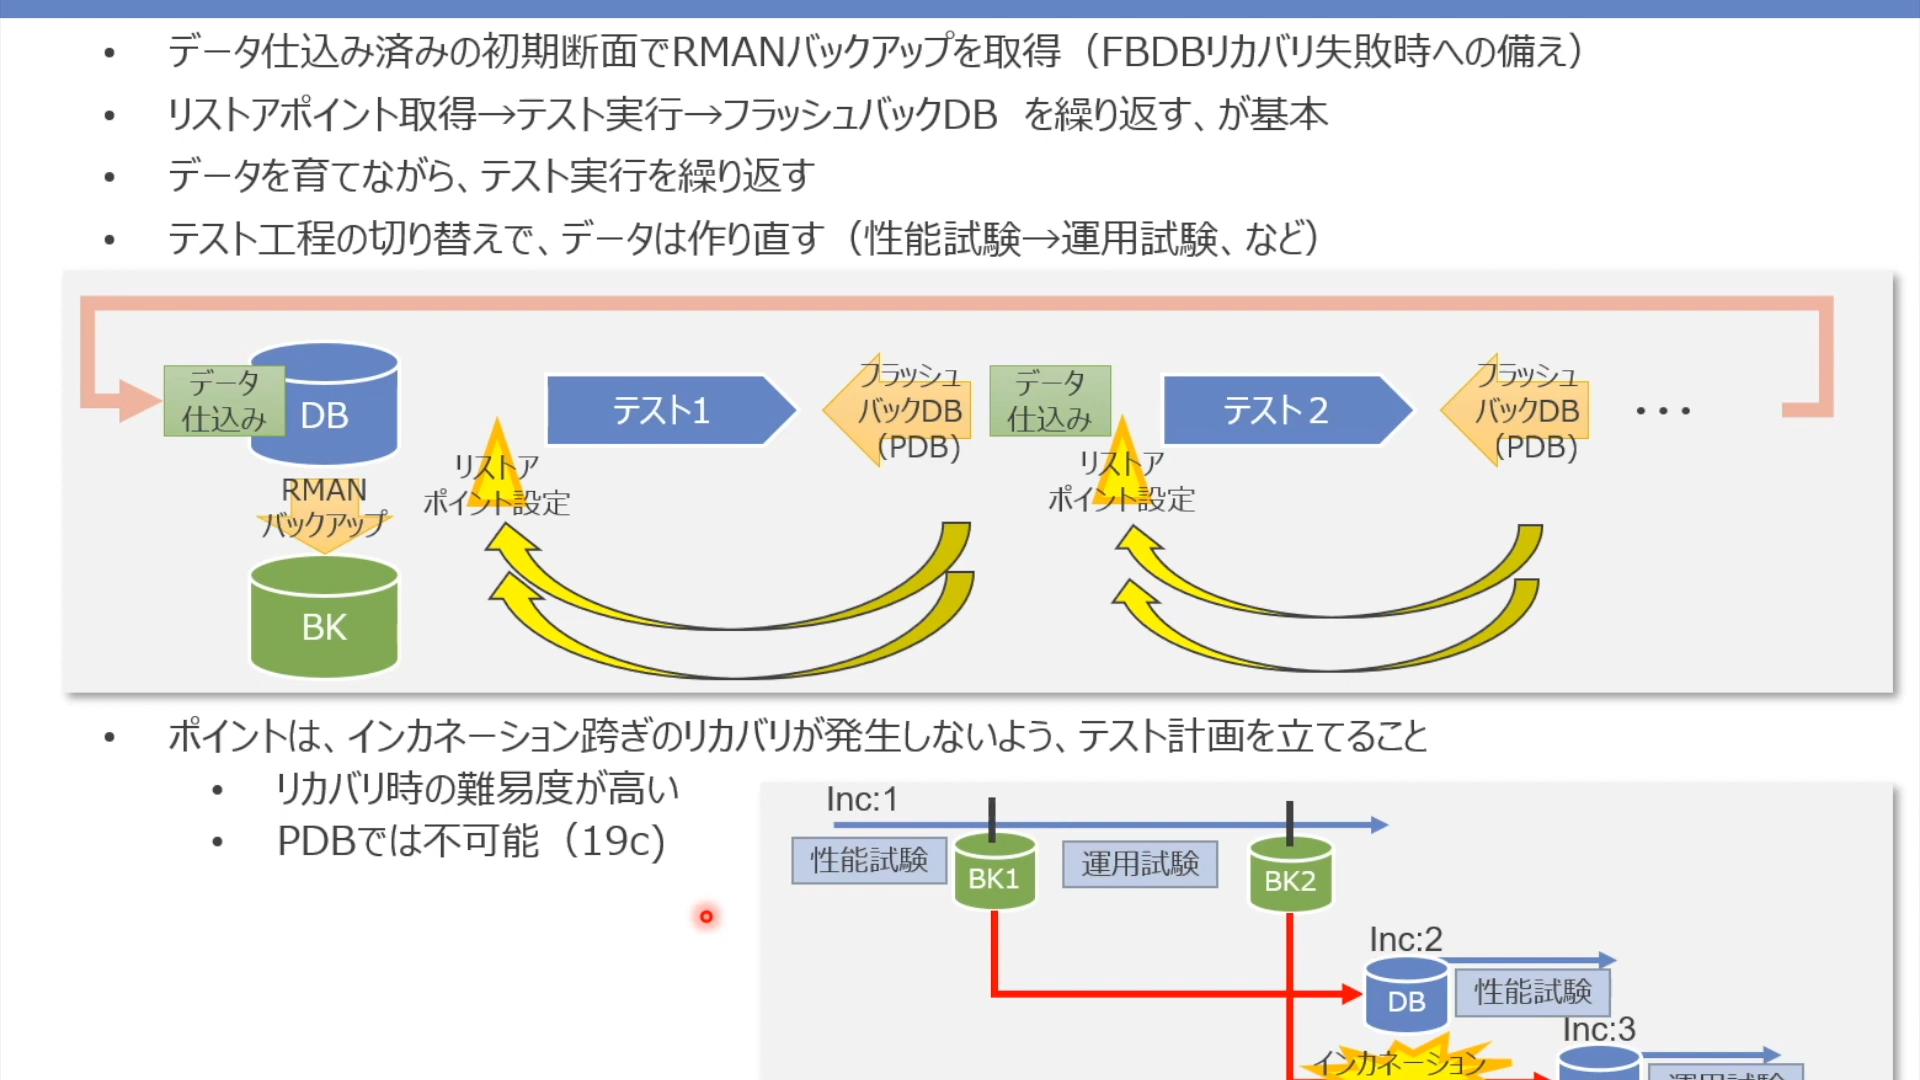 • データ仕込み済みの初期断面でRMANバックアップを取得（FBDBリカバリ失敗時への備え）
• リストアポイント取得→テスト実行→フラッシュバックDB を繰り返す、が基本
• データを育てながら、テスト実行を繰り返す
• テスト工程の切り替えで、データは作り直す（性能試験→運用試験、など）
データ
仕込み
DB
RMAN
バックアップ
BK
リストア
ポイント設定
テスト1
フラッシュ
バックDB
(PDB)
データ
仕込み
リストア
ポイント設定
テスト２
フラッシュ
バックDB
(PDB)
・・・
• ポイントは、インカネーション跨ぎのリカバリが発生しないよう、テスト計画を立てること
• リカバリ時の難易度が高い
• PDBでは不可能（19c)
Inc:1
性能試験
BK1
運用試験
BK2
Inc:2
DB
性能試験
Inc:3
インカネーション
運用試験